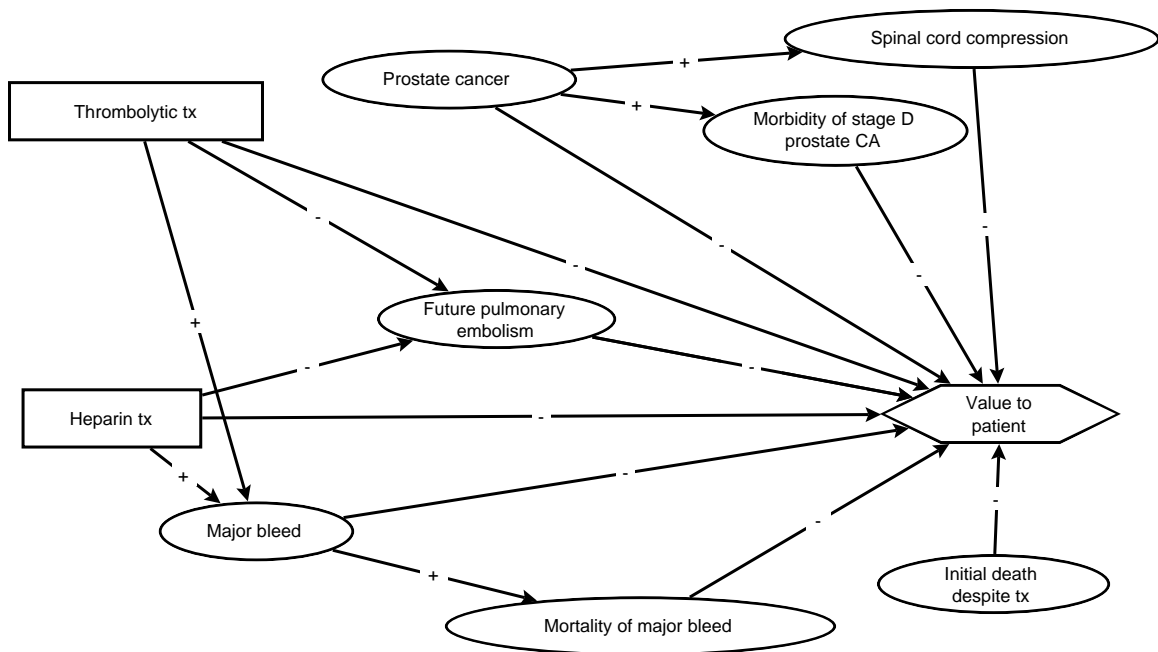 Spinal cord compression
Prostate cancer
+
Thrombolytic tx
+
Morbidity of stage D
prostate CA
-
-
-
-
-
Future pulmonary
embolism
+
-
-
Heparin tx
-
Value to
patient
+
-
-
-
Major bleed
+
Initial death
despite tx
Mortality of major bleed